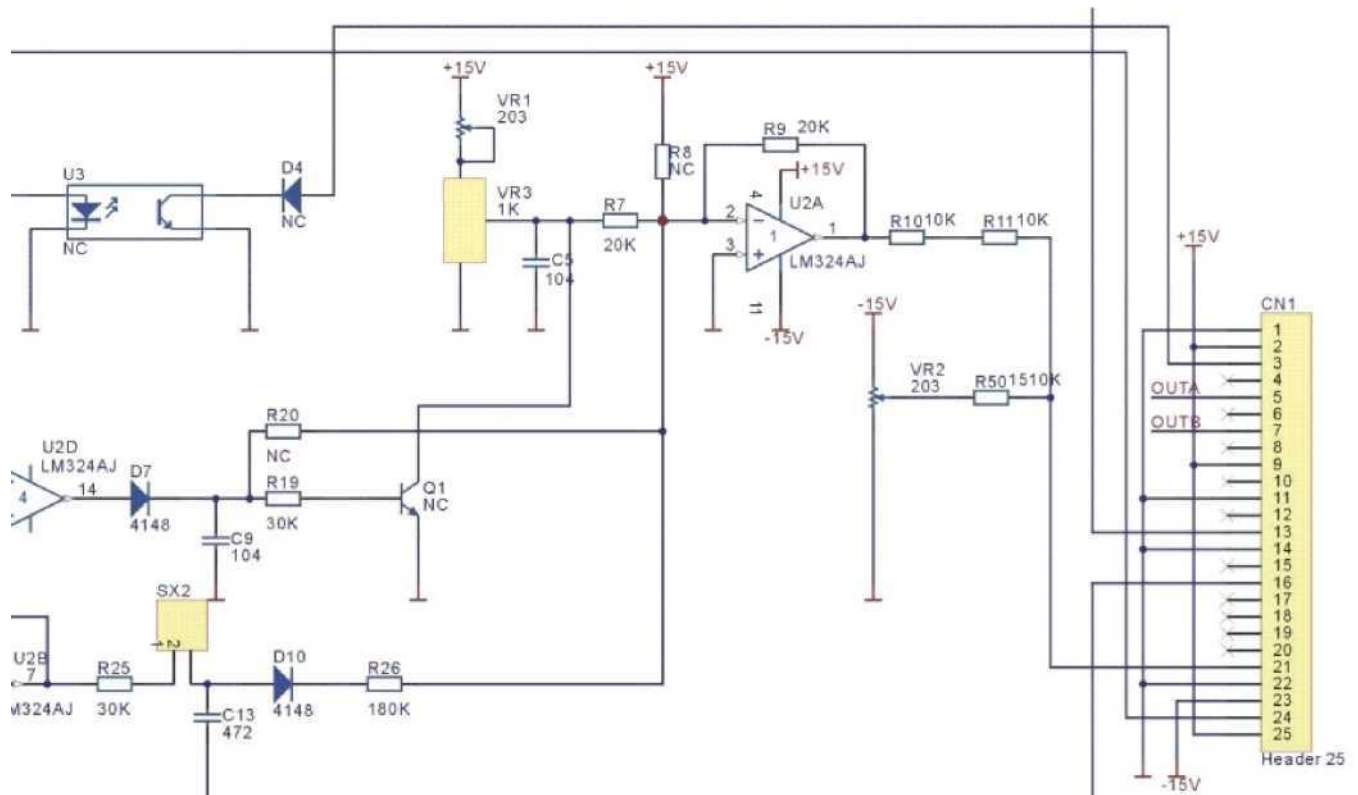 +15V
+15V
VR1
203
R9 20K
R8
NC
+15V
U3
D4
4
U2A
VR3
1K
R7
2
1
1
R10 10K
R11 10K
+15V
NC
NC
20K
3
LM324AJ
C5
104
11
-15V
-15V
CN1
1
2
VR2
203
R50 1510K
3
4
OUTA
5
6
R20
OUTB
7
8
U2D
LM324AJ
NC
9
D7
R19
Q1
NC
10
4
14
11
4148
30K
12
C9
104
13
14
SX2
15
16
1
2
17
18
19
U2B
7
R25
D10
R26
20
21
M324AJ
30K
4148
180K
22
C13
472
23
24
25
-15V
Header 25